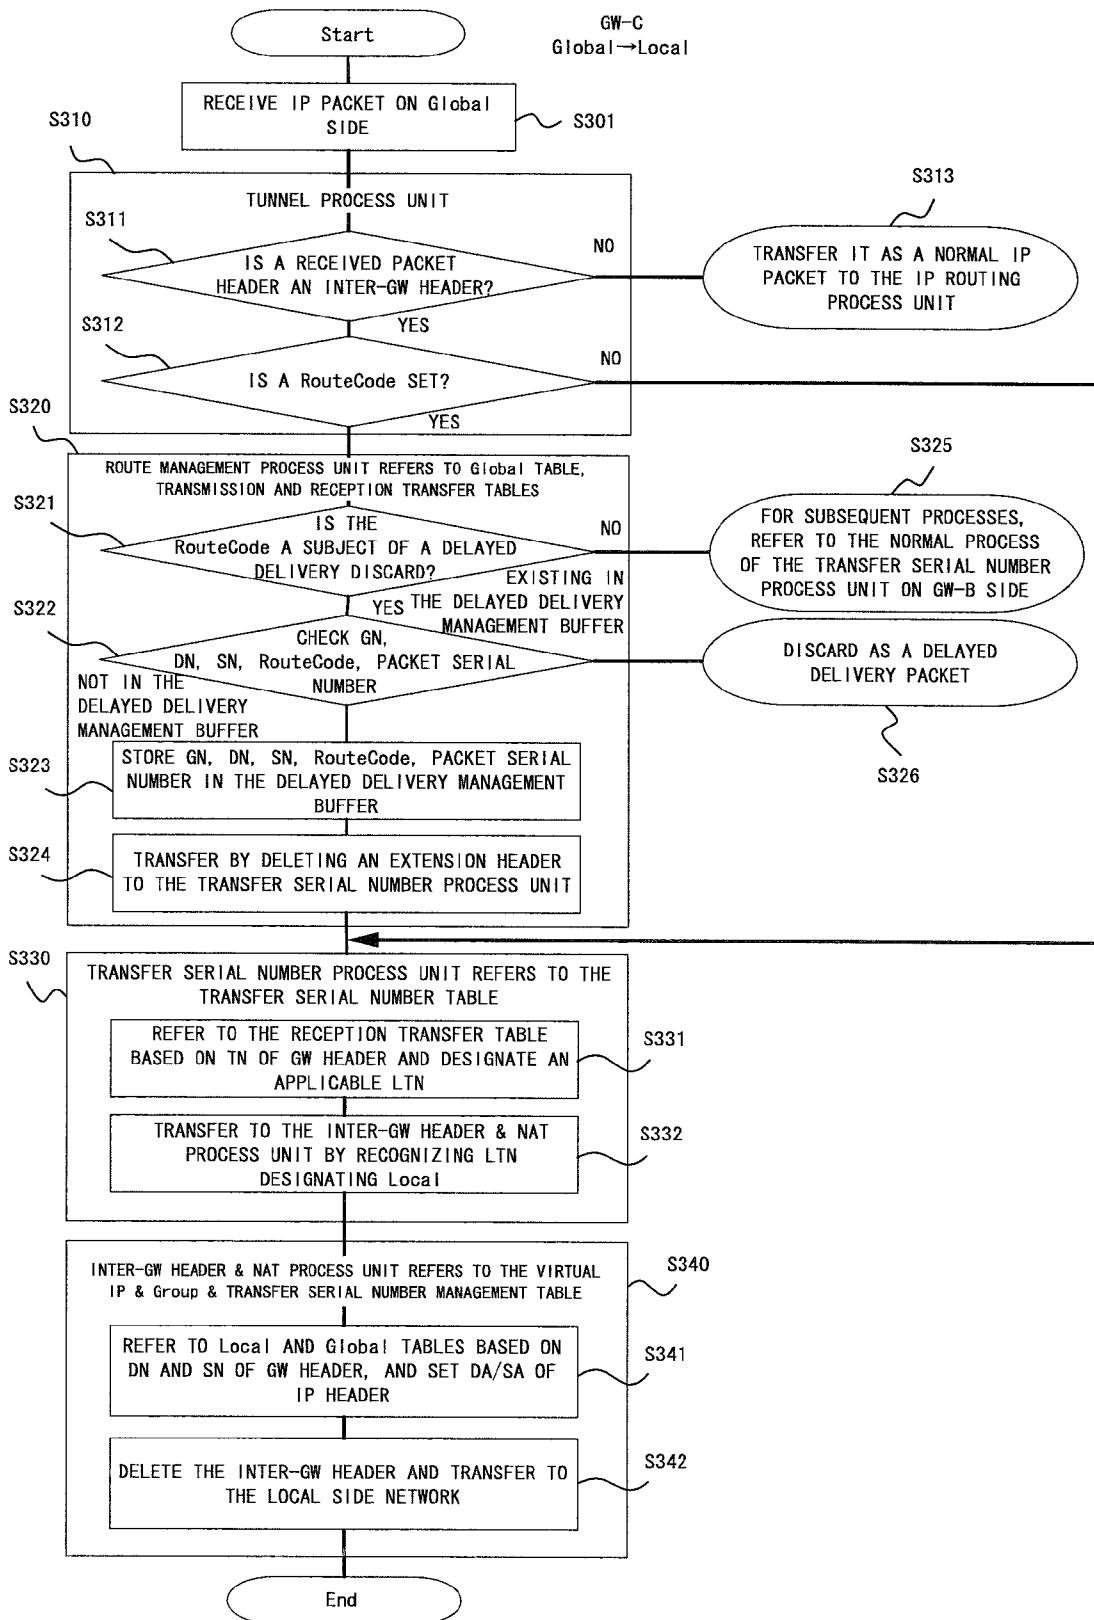 GW-C
Global→Local
Start
RECEIVE IP PACKET ON Global
SIDE
S301
S310
TUNNEL PROCESS UNIT
S311
IS A RECEIVED PACKET
HEADER AN INTER-GW HEADER?
NO
YES
S313
TRANSFER IT AS A NORMAL IP
PACKET TO THE IP ROUTING
PROCESS UNIT
S312
IS A RouteCode SET?
NO
YES
S320
ROUTE MANAGEMENT PROCESS UNIT REFERS TO Global TABLE,
TRANSMISSION AND RECEPTION TRANSFER TABLES
S321
IS THE
RouteCode A SUBJECT OF A DELAYED
DELIVERY DISCARD?
NO
YES
S325
FOR SUBSEQUENT PROCESSES,
REFER TO THE NORMAL PROCESS
OF THE TRANSFER SERIAL NUMBER
PROCESS UNIT ON GW-B SIDE
EXISTING IN
THE DELAYED DELIVERY
MANAGEMENT BUFFER
S322
CHECK GN,
DN, SN, RouteCode, PACKET SERIAL
NUMBER
DISCARD AS A DELAYED
DELIVERY PACKET
S326
NOT IN THE
DELAYED DELIVERY
MANAGEMENT BUFFER
S323
STORE GN, DN, SN, RouteCode, PACKET SERIAL
NUMBER IN THE DELAYED DELIVERY MANAGEMENT
BUFFER
S324
TRANSFER BY DELETING AN EXTENSION HEADER
TO THE TRANSFER SERIAL NUMBER PROCESS UNIT
S330
TRANSFER SERIAL NUMBER PROCESS UNIT REFERS TO THE
TRANSFER SERIAL NUMBER TABLE
REFER TO THE RECEPTION TRANSFER TABLE
BASED ON TN OF GW HEADER AND DESIGNATE AN
APPLICABLE LTN
S331
TRANSFER TO THE INTER-GW HEADER & NAT
PROCESS UNIT BY RECOGNIZING LTN
DESIGNATING Local
S332
INTER-GW HEADER & NAT PROCESS UNIT REFERS TO THE VIRTUAL
IP & Group & TRANSFER SERIAL NUMBER MANAGEMENT TABLE
S340
REFER TO Local AND Global TABLES BASED ON
DN AND SN OF GW HEADER, AND SET DA/SA OF
IP HEADER
S341
DELETE THE INTER-GW HEADER AND TRANSFER TO
THE LOCAL SIDE NETWORK
S342
End